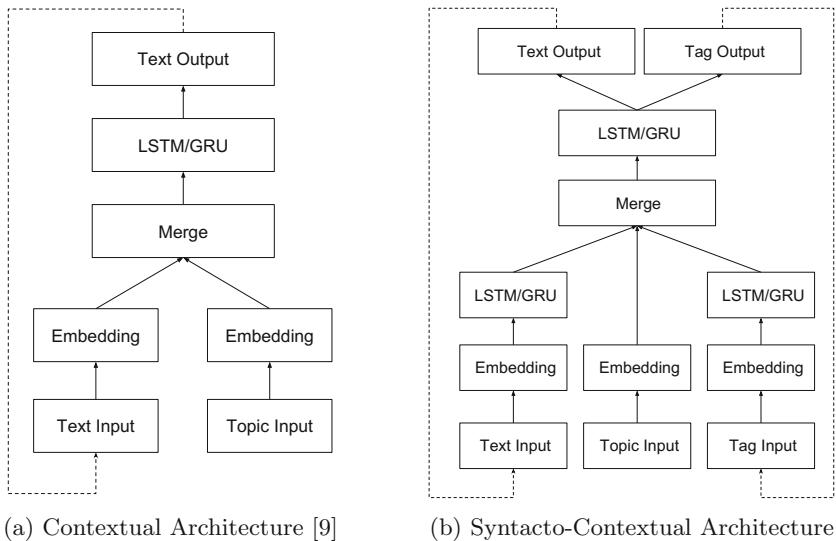 Text Output
LSTM/GRU
Merge
Embedding Embedding
Text Input Topic Input
(a) Contextual Architecture [9]
Text Output Tag Output
LSTM/GRU
Merge
LSTM/GRU LSTM/GRU
Embedding Embedding Embedding
Text Input Topic Input Tag Input
(b) Syntacto-Contextual Architecture